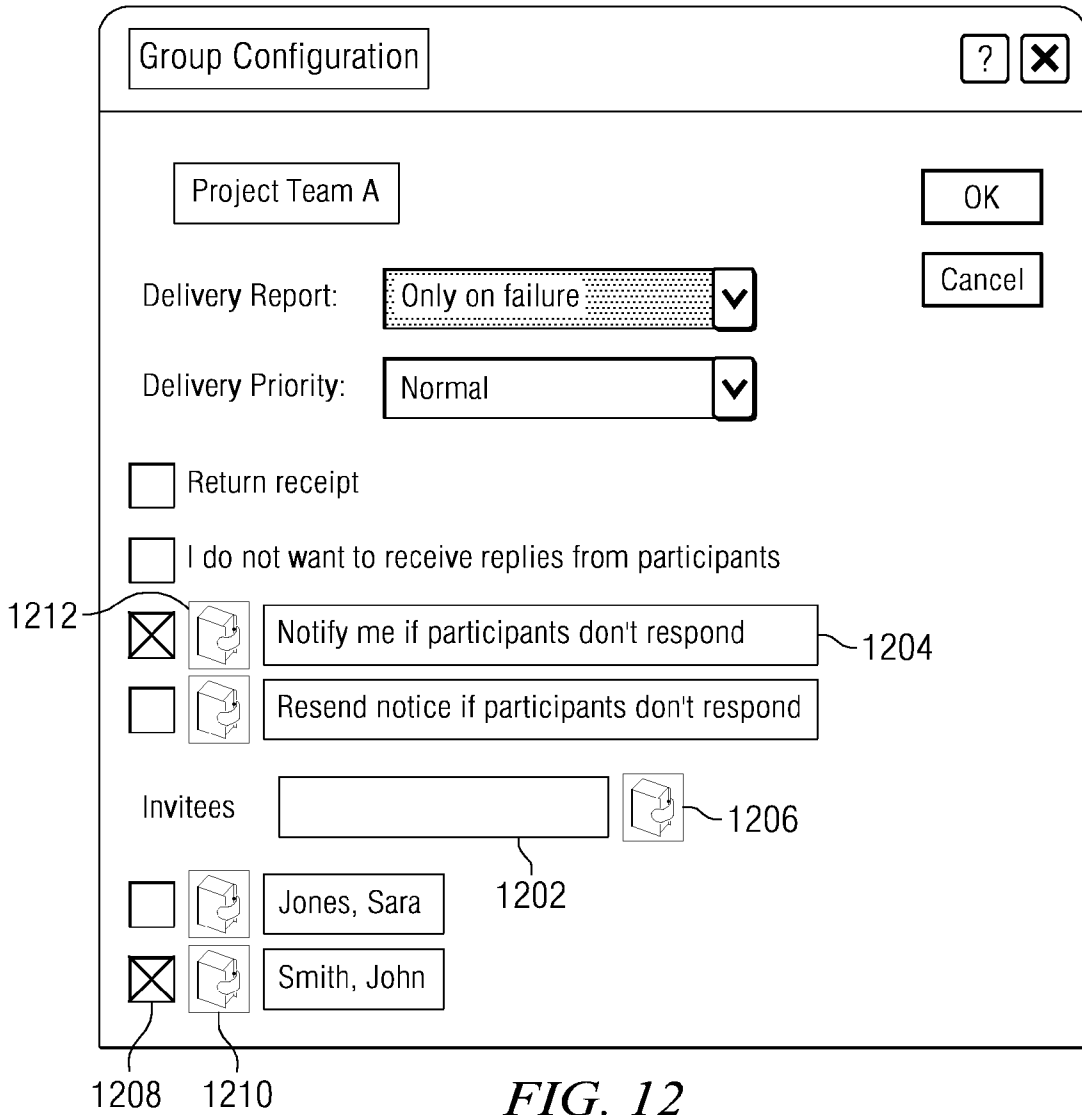 Group Configuration
?
Project Team A
OK
Delivery Report:
Only on failure
Cancel
Delivery Priority:
Normal
Return receipt
I do not want to receive replies from participants
1212
Notify me if participants don't respond
1204
Resend notice if participants don't respond
Invitees
1206
1202
Jones, Sara
Smith, John
1208
1210
FIG. 12